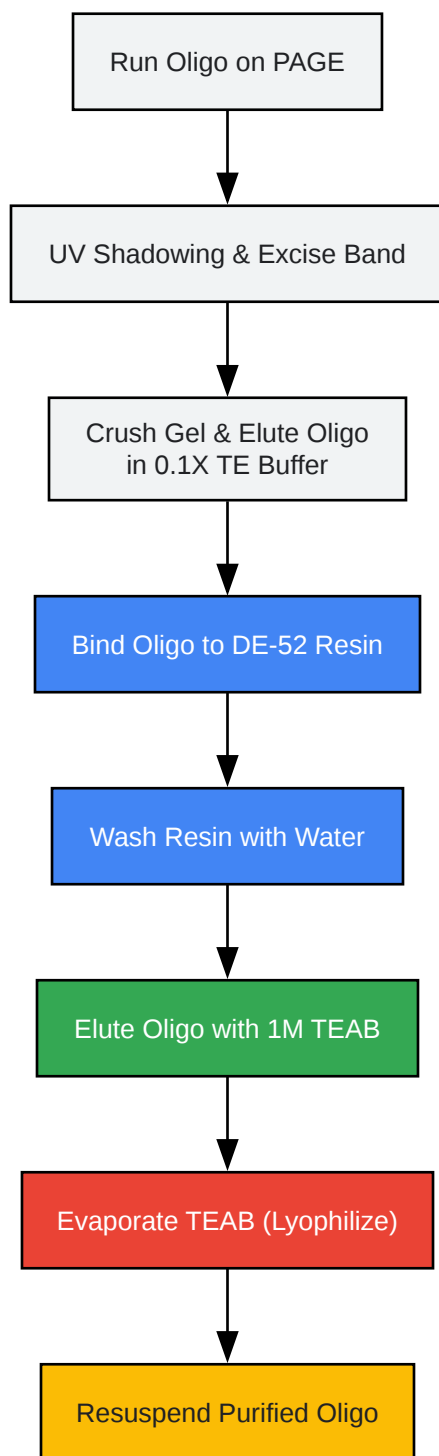 Run Oligo on PAGE
UV Shadowing & Excise Band
Crush Gel & Elute Oligo
in 0.1X TE Buffer
Bind Oligo to DE-52 Resin
Wash Resin with Water
Elute Oligo with 1M TEAB
Evaporate TEAB (Lyophilize)
Resuspend Purified Oligo